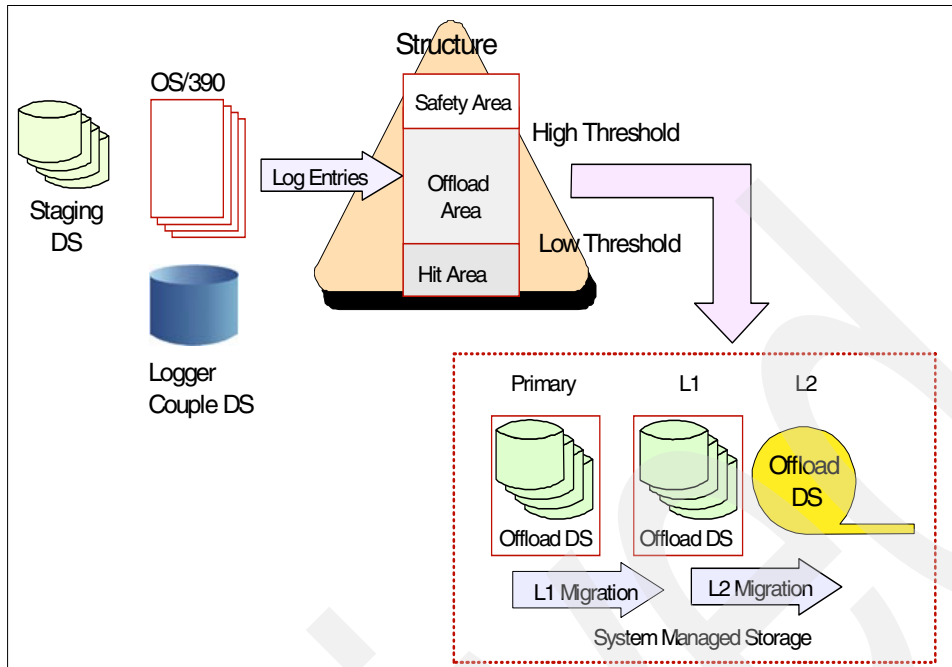 Structure
OS/390
Safety Area
High Threshold
Log Entries
Offload
Area
Staging
DS
Low Threshold
Hit Area
Logger
Couple DS
Primary
L1
L2
Offload
DS
Offload DS
Offload DS
L1 Migration
L2 Migration
System Managed Storage